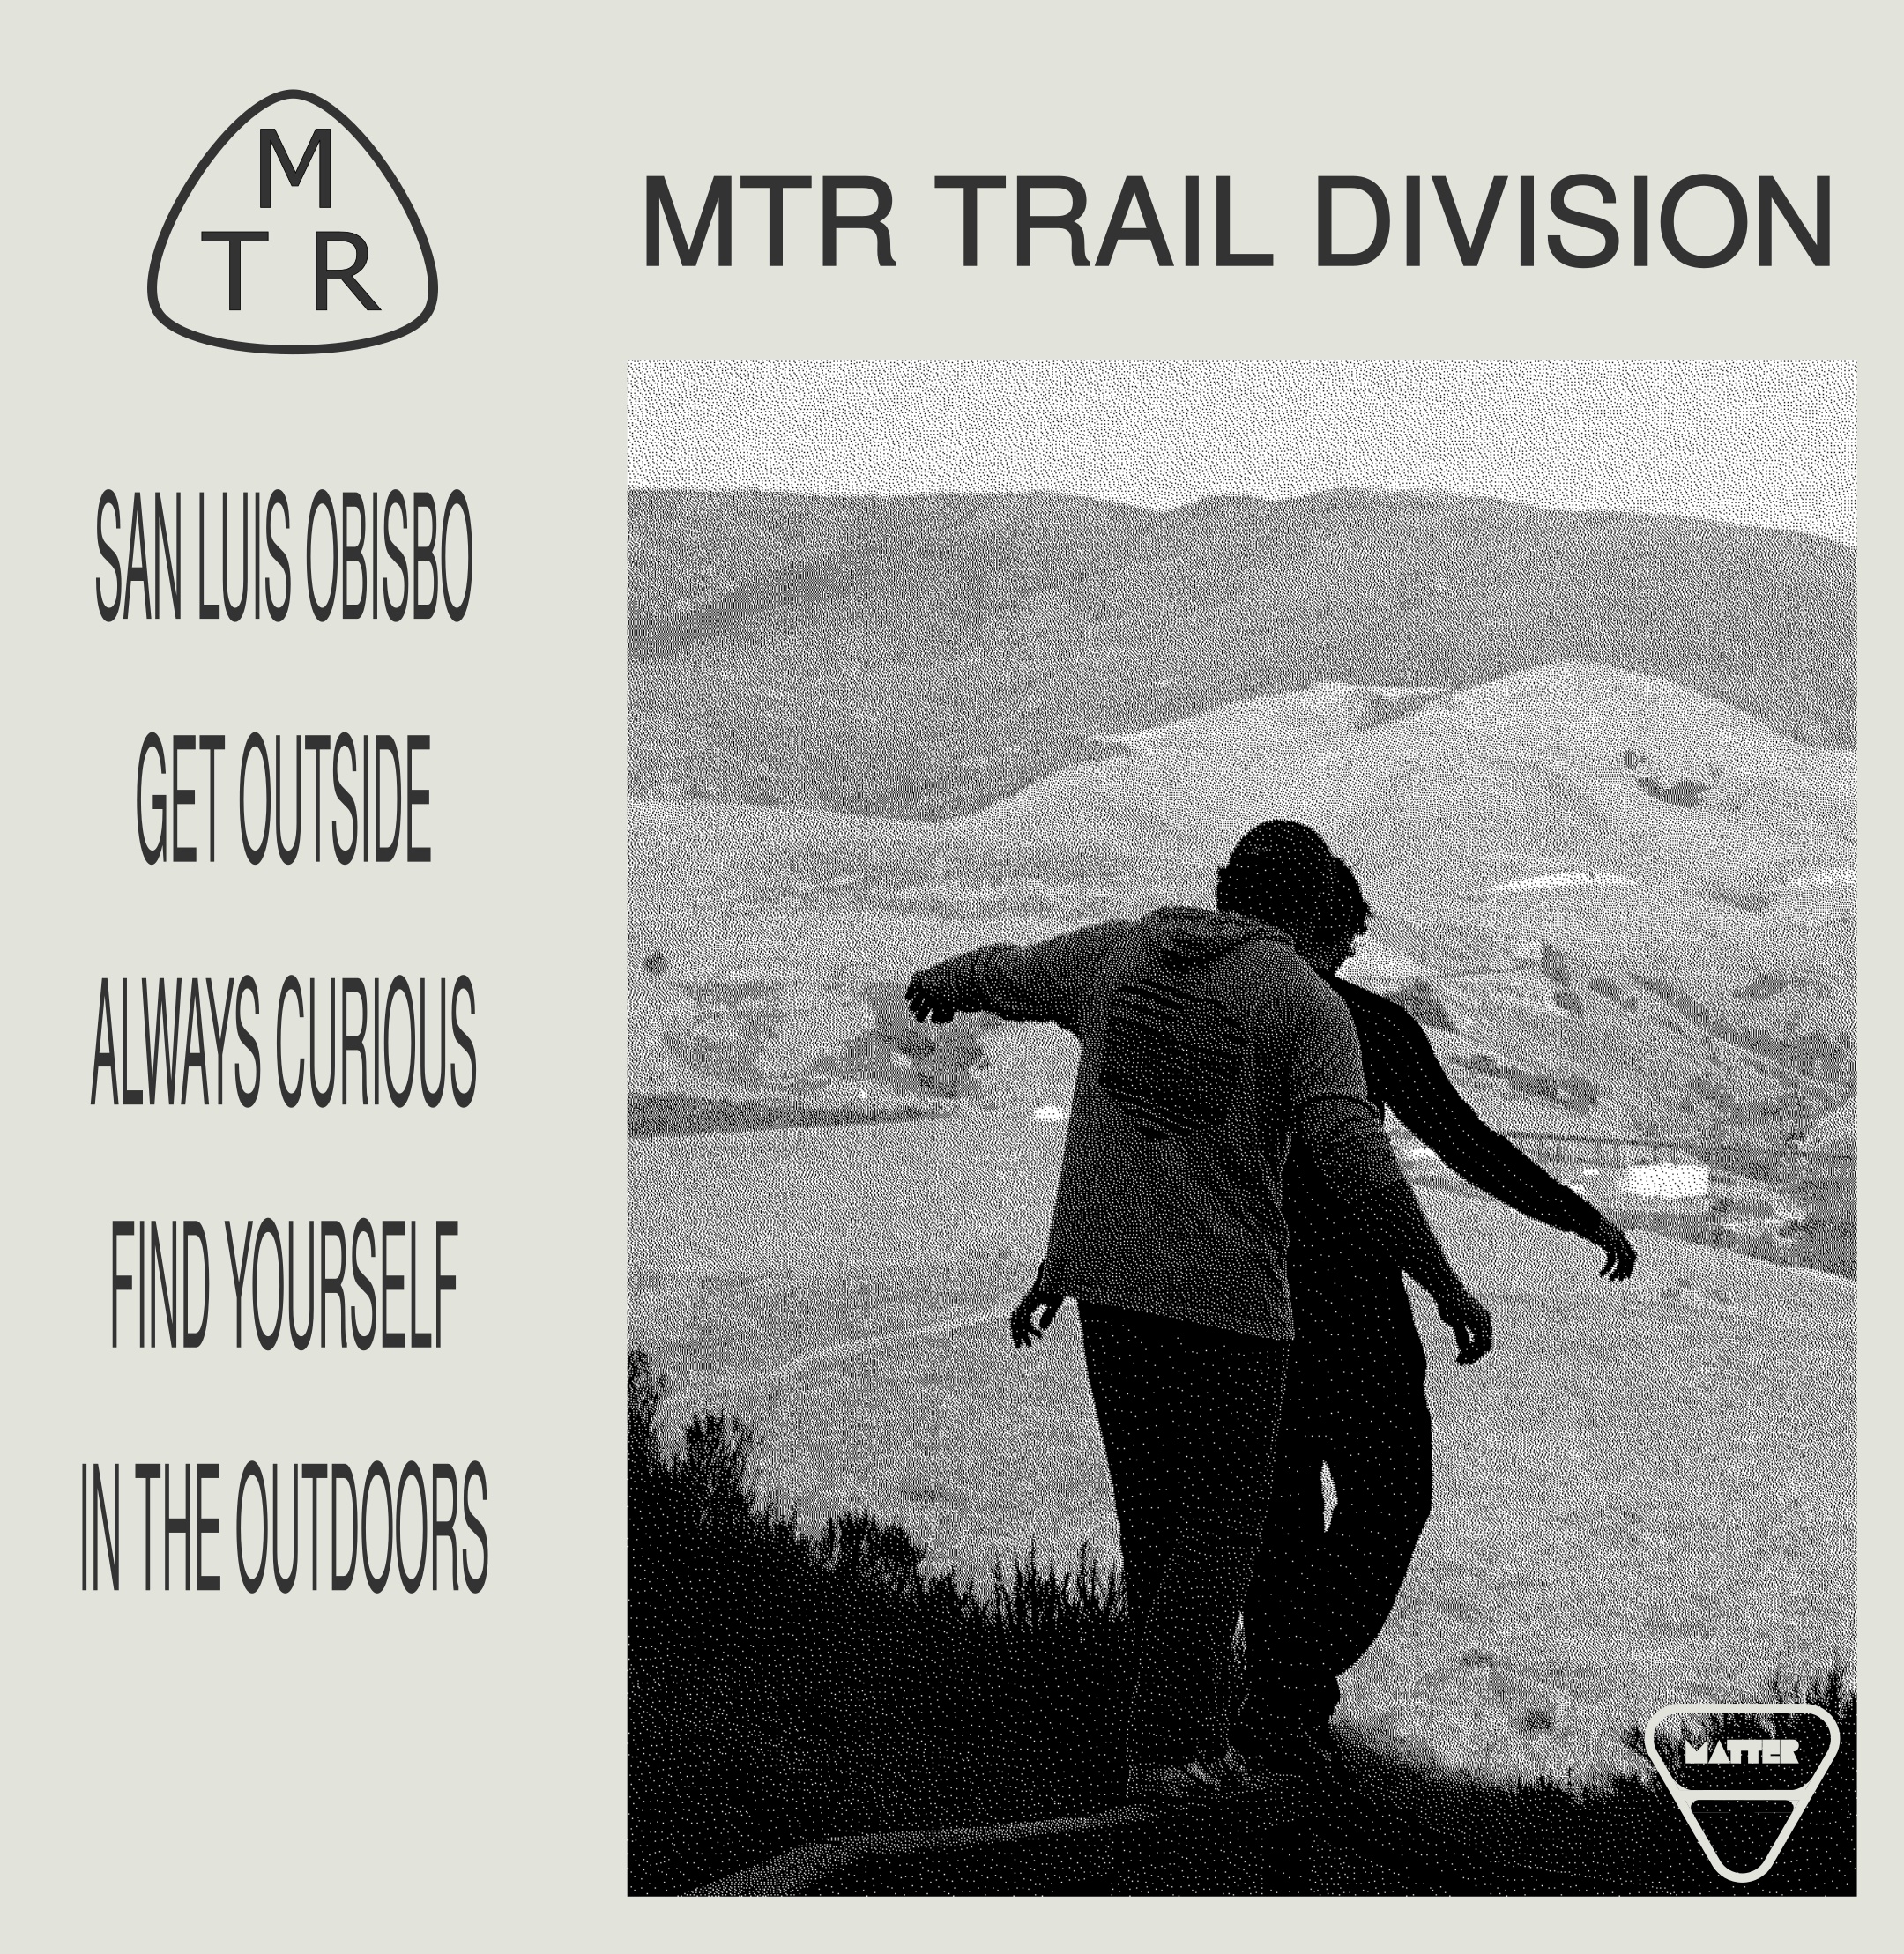 M
T R
MTR TRAIL DIVISION
SAN LUIS OBISBO
GET OUTSIDE
ALWAYS CURIOUS
FIND YOURSELF
IN THE OUTDOORS
MATTER